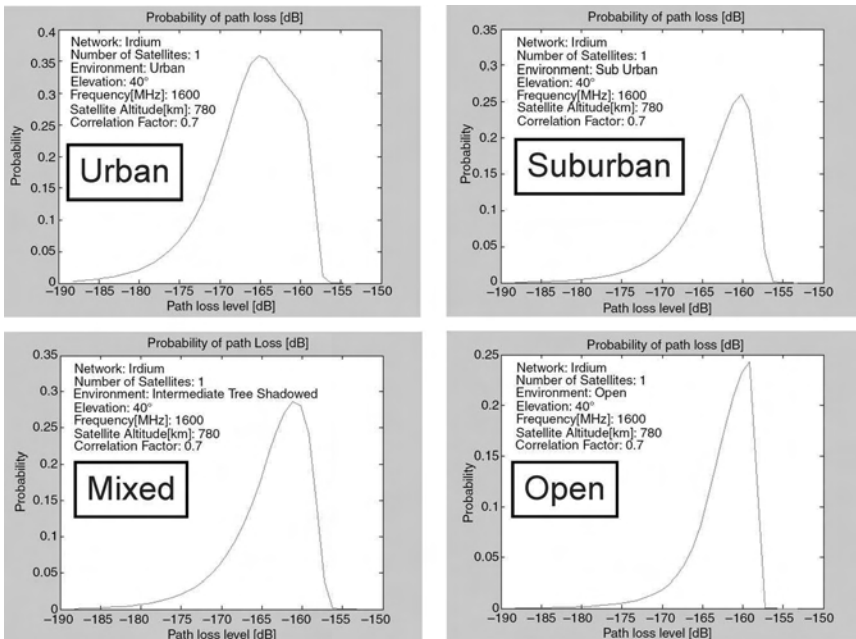 Probability of path loss [dB]
0.4
0.35
0.3
0.25
0.2
0.15
0.1
0.05
0
Probability
Network: Irdium
Number of Satellites: 1
Environment: Urban
Elevation: 40°
Frequency[MHz]: 1600
Satellite Altitude[km]: 780
Correlation Factor: 0.7
Urban
−190 −185 −180 −175 −170 −165 −160 −155 −150
Path loss level [dB]
Probability of path loss [dB]
0.35
0.3
0.25
0.2
0.15
0.1
0.05
0
Probability
Network: Irdium
Number of Satellites: 1
Environment: Sub Urban
Elevation: 40°
Frequency[MHz]: 1600
Satellite Altitude[km]: 780
Correlation Factor: 0.7
Suburban
−190 −185 −180 −175 −170 −165 −160 −155 −150
Path loss level [dB]
Probability of path Loss [dB]
0.35
0.3
0.25
0.2
0.15
0.1
0.05
0
Probability
Network: Irdium
Number of Satellites: 1
Environment: Intermediate Tree Shadowed
Elevation: 40°
Frequency[MHz]: 1600
Satellite Altitude[km]: 780
Correlation Factor: 0.7
Mixed
−190 −185 −180 −175 −170 −165 −160 −155 −150
Path loss level [dB]
Probability of path loss [dB]
0.25
0.2
0.15
0.1
0.05
0
Probability
Network: Irdium
Number of Satellites: 1
Environment: Open
Elevation: 40°
Frequency[MHz]: 1600
Satellite Altitude[km]: 780
Correlation Factor: 0.7
Open
−190 −185 −180 −175 −170 −165 −160 −155 −150
Path loss level [dB]